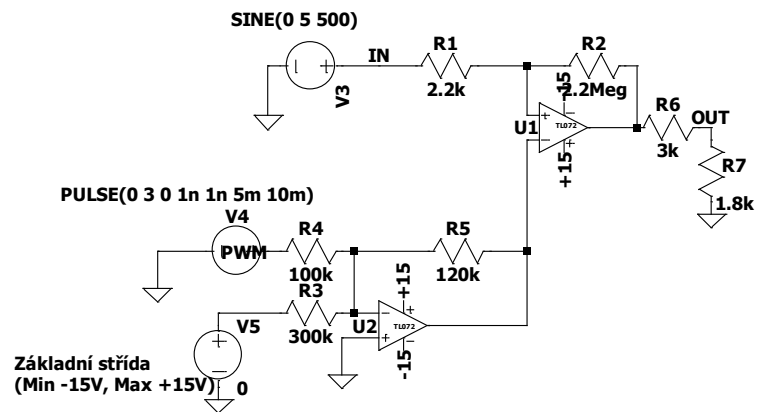 SINE(0 5 500)
IN
R1
2.2k
R2
2.2Meg
-15
V3
U1
TL072
+15
R6
3k
OUT
R7
1.8k
PULSE(0 3 0 1n 1n 5m 10m)
V4
PWM
R4
100k
R5
120k
R3
300k
+15
U2
TL072
-15
V5
0
Základní střída
(Min -15V, Max +15V)